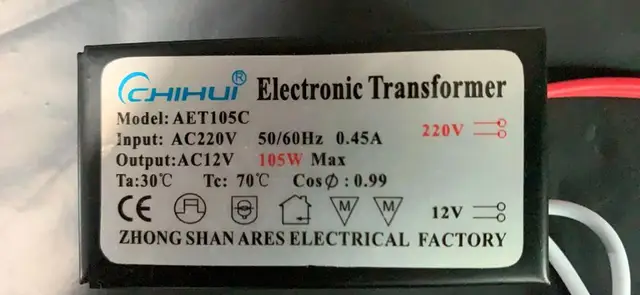 CHIHUI® Electronic Transformer
Model: AET105C
Input: AC220V 50/60Hz 0.45A
220V
Output:AC12V 105W Max
Ta:30℃ Tc: 70℃ CosΦ: 0.99
CE M M 12V
ZHONG SHAN ARES ELECTRICAL FACTORY